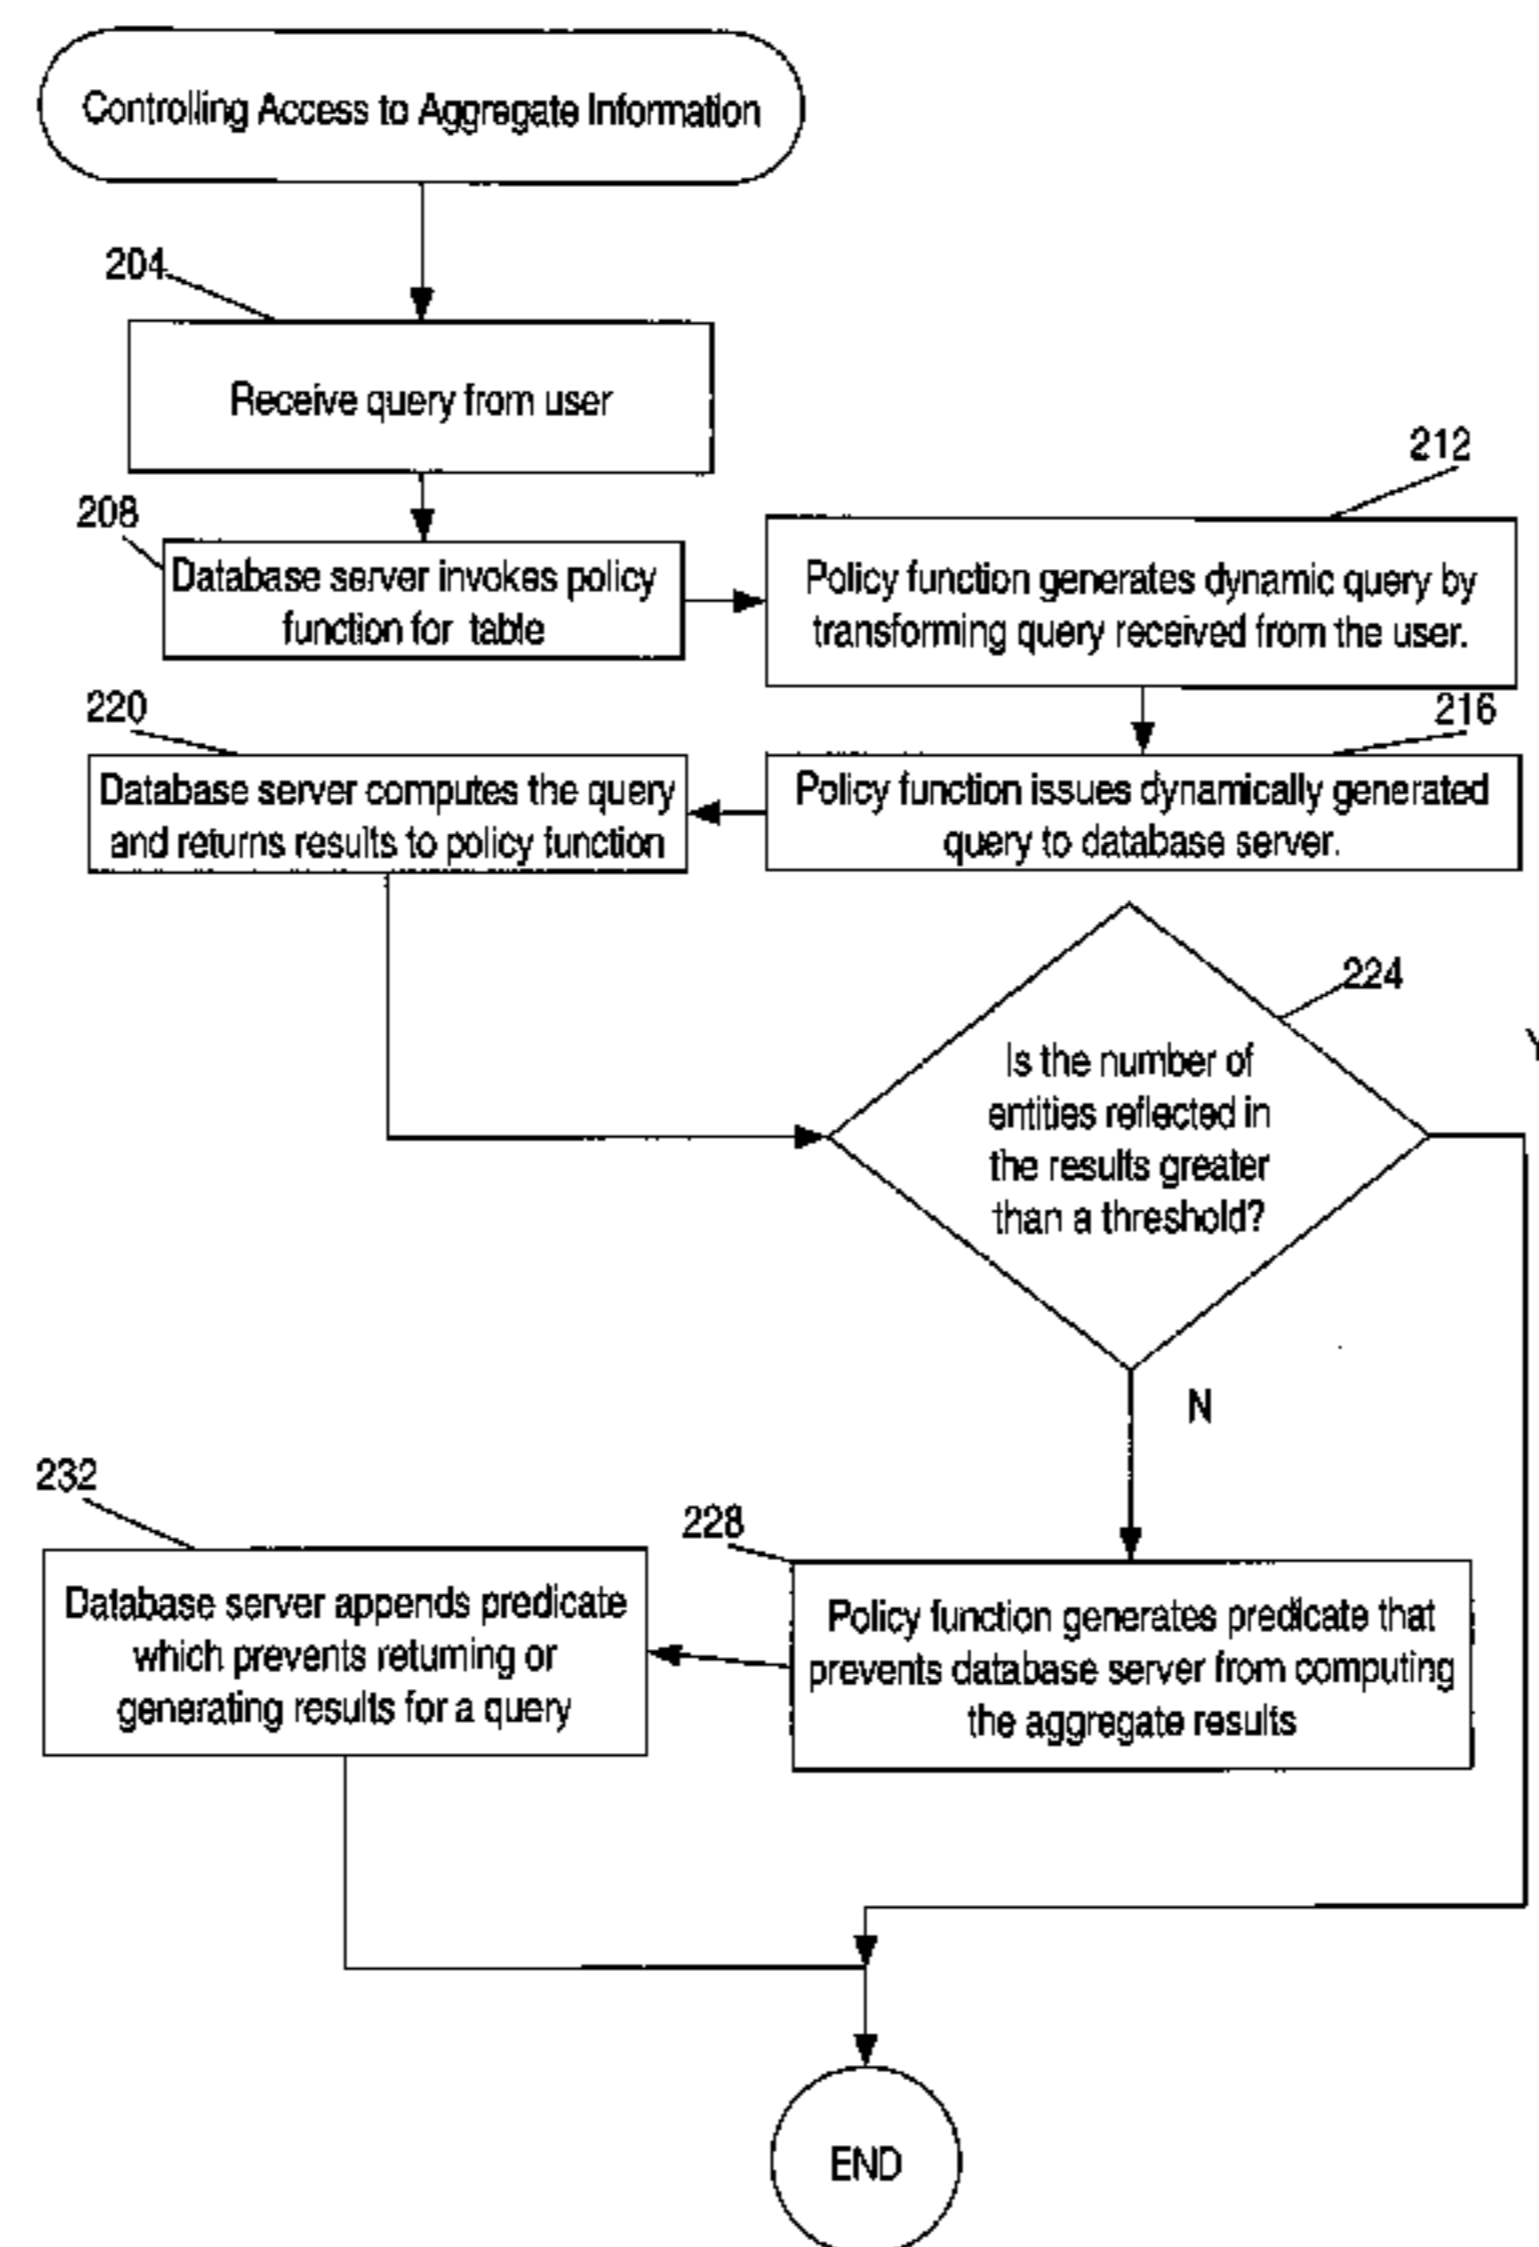 Controlling Access to Aggregate Information
204
Receive query from user
208
Database server invokes policy
function for table
212
Policy function generates dynamic query by
transforming query received from the user.
216
Policy function issues dynamically generated
query to database server.
220
Database server computes the query
and returns results to policy function
224
Is the number of
entities reflected in
the results greater
than a threshold?
Y
N
228
Policy function generates predicate that
prevents database server from computing
the aggregate results
232
Database server appends predicate
which prevents returning or
generating results for a query
END